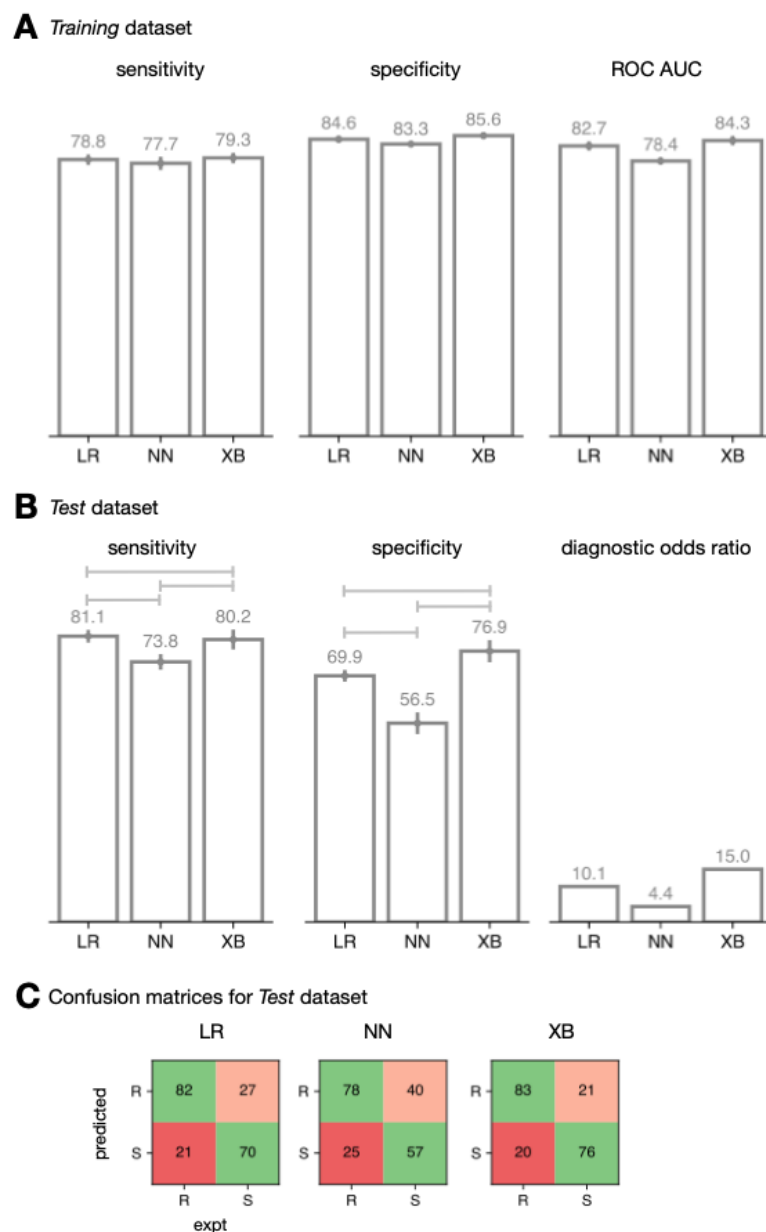 A Training dataset
sensitivity specificity ROC AUC
78.8 77.7 79.3 84.6 83.3 85.6 82.7 78.4 84.3
LR NN XB LR NN XB LR NN XB
B Test dataset
sensitivity specificity diagnostic odds ratio
81.1 73.8 80.2 69.9 56.5 76.9 10.1 4.4 15.0
LR NN XB LR NN XB LR NN XB
C Confusion matrices for Test dataset
LR NN XB
predicted
R 82 27 R 78 40 R 83 21
S 21 70 S 25 57 S 20 76
R S R S R S
expt